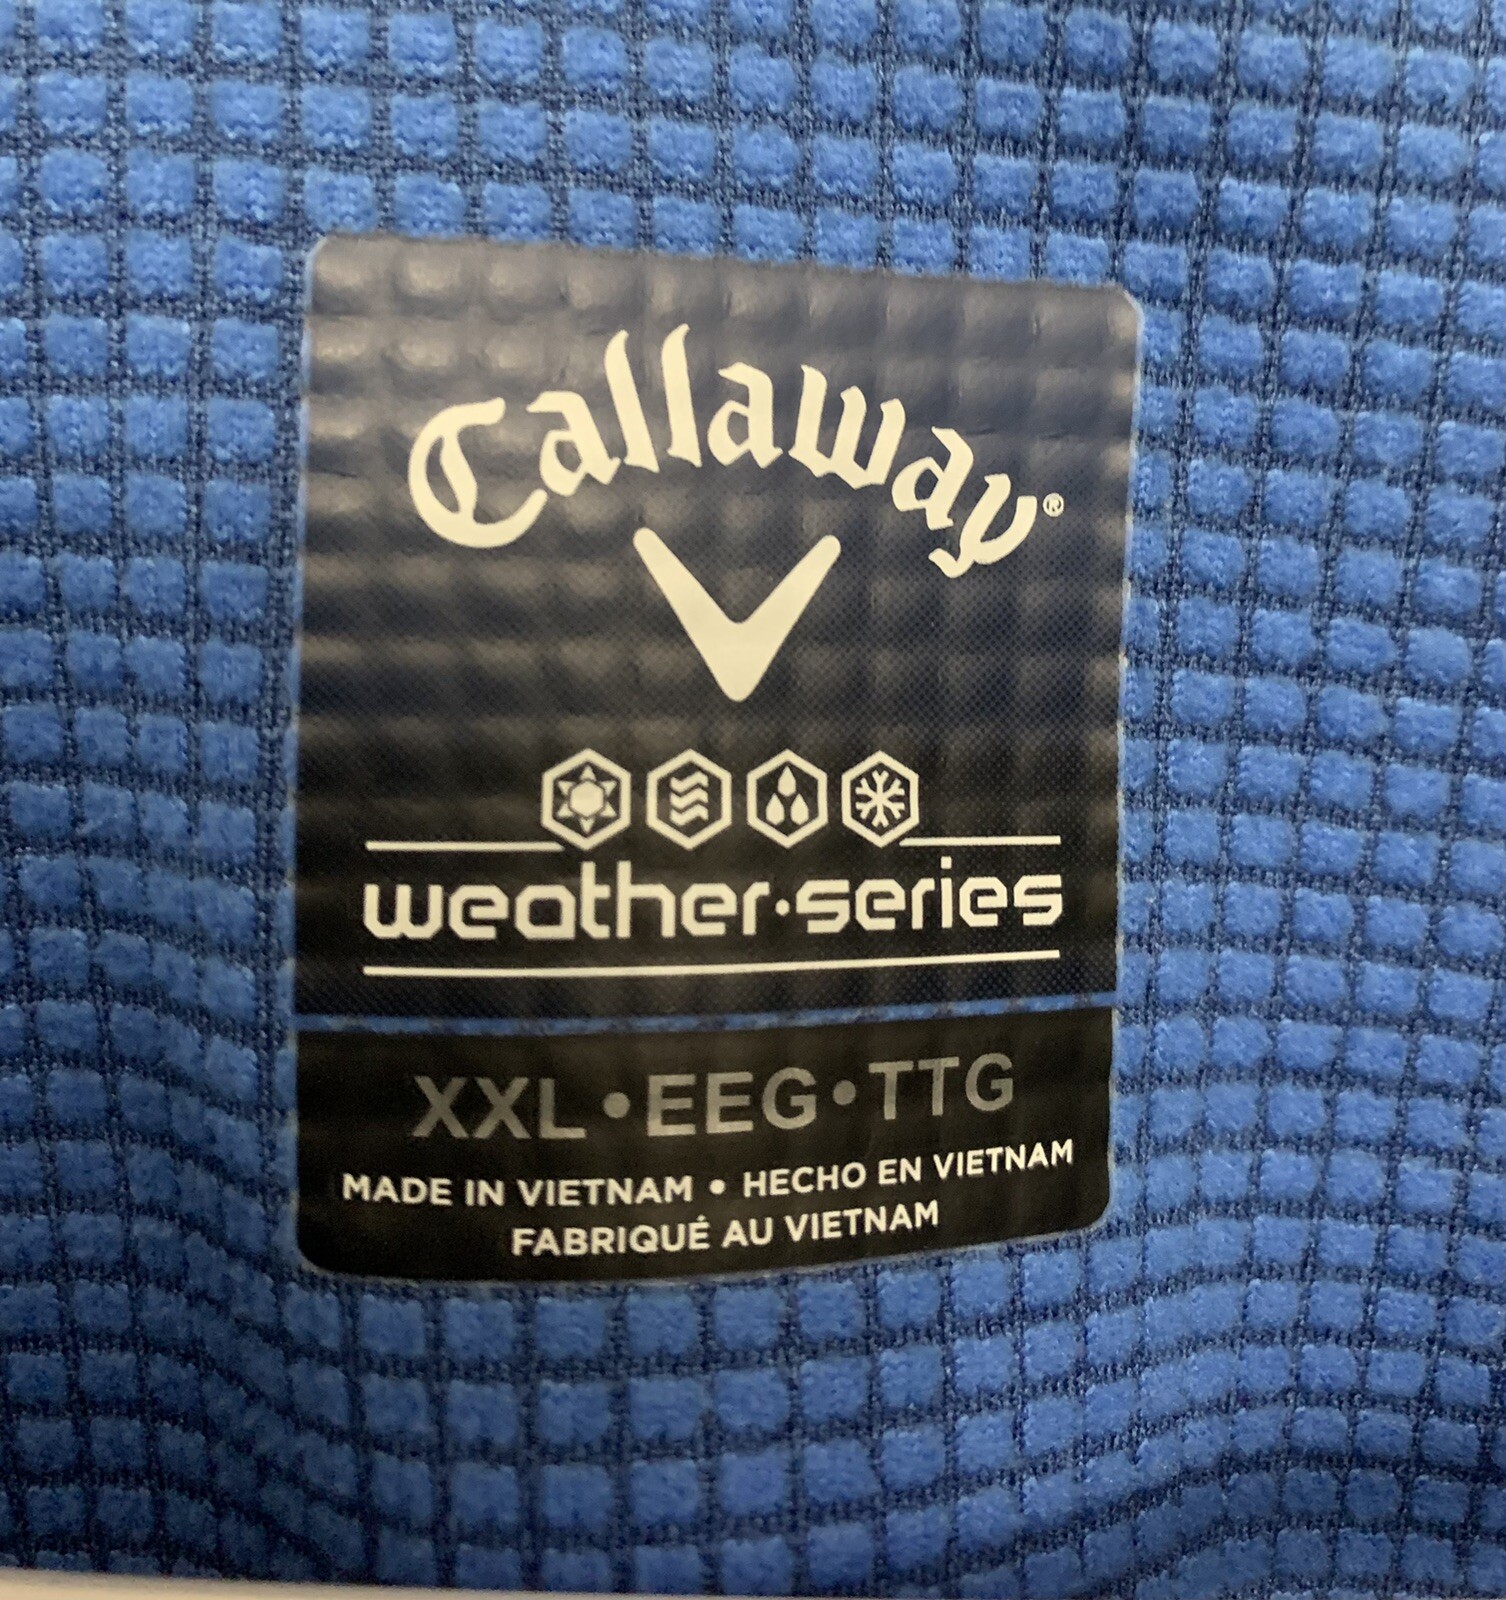 Callaway®
weather·series
XXL•EEG•TTG
MADE IN VIETNAM • HECHO EN VIETNAM
FABRIQUÉ AU VIETNAM